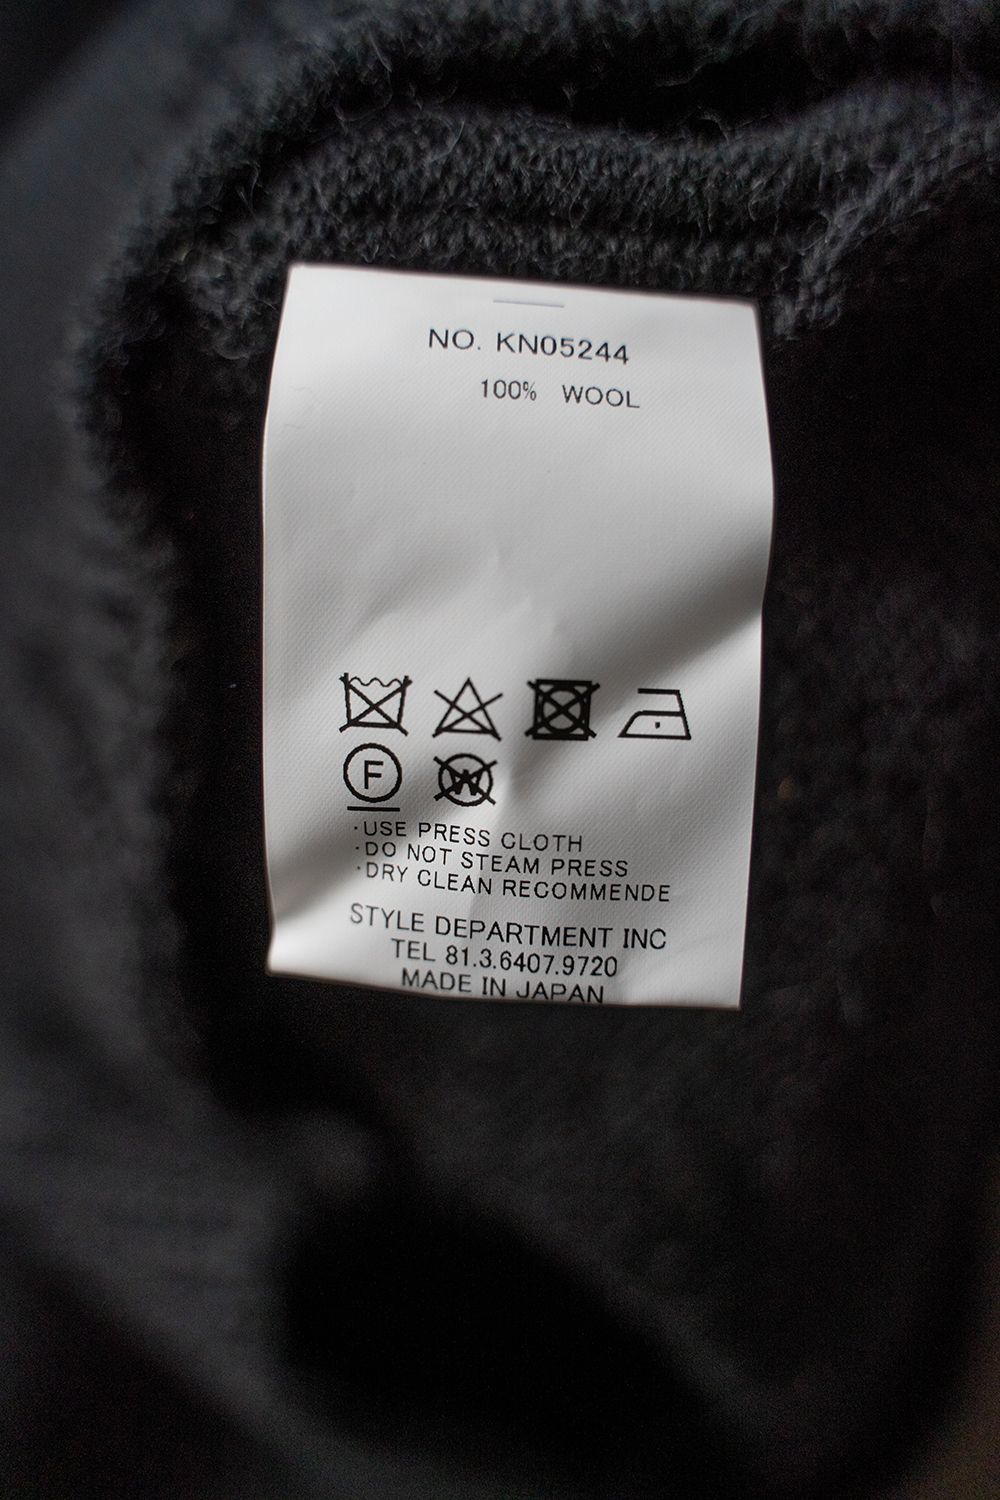 NO. KN05244
100% WOOL
F
W
·USE PRESS CLOTH
·DO NOT STEAM PRESS
·DRY CLEAN RECOMMENDE
STYLE DEPARTMENT INC
TEL 81.3.6407.9720
MADE IN JAPAN